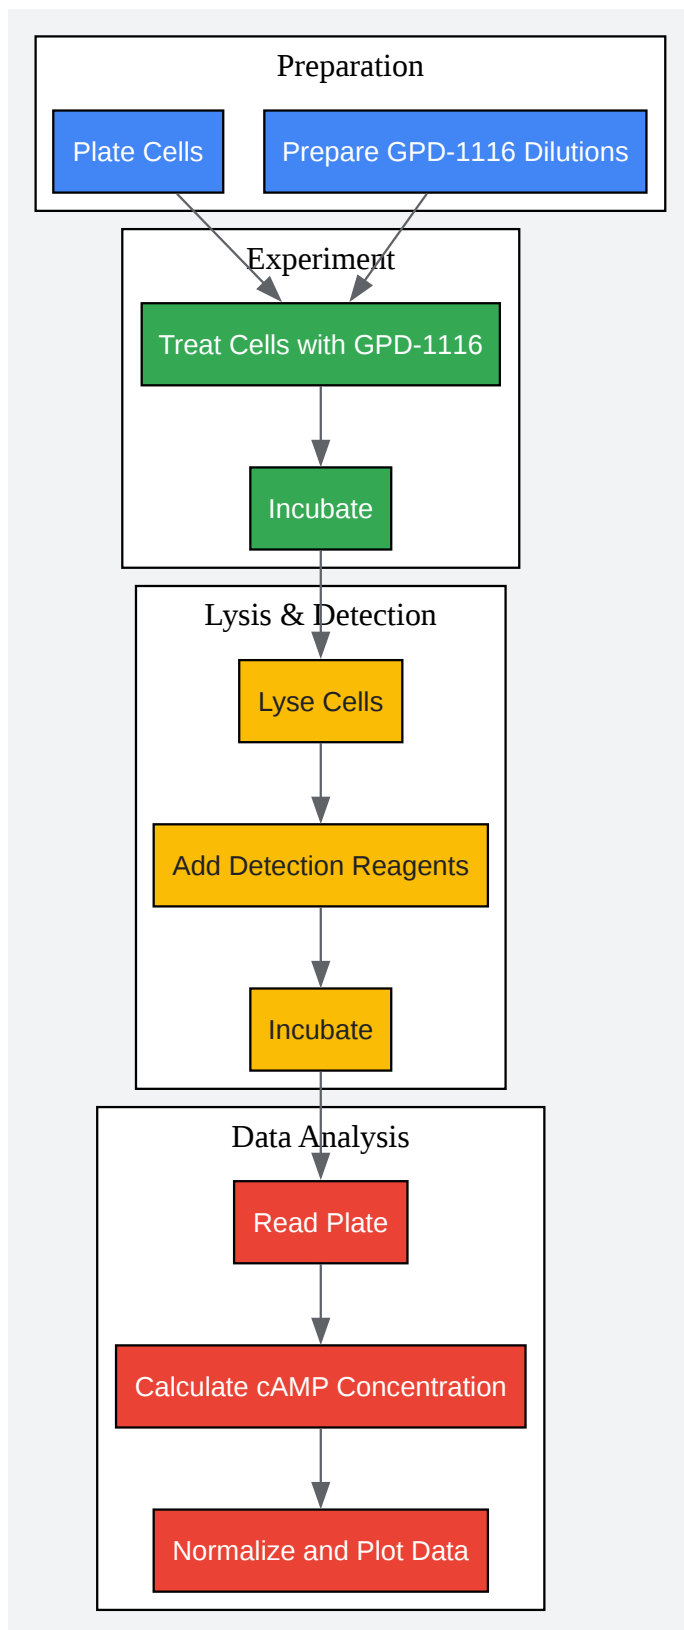 Preparation
Plate Cells
Prepare GPD-1116 Dilutions
Experiment
Treat Cells with GPD-1116
Incubate
Lysis & Detection
Lyse Cells
Add Detection Reagents
Incubate
Data Analysis
Read Plate
Calculate cAMP Concentration
Normalize and Plot Data